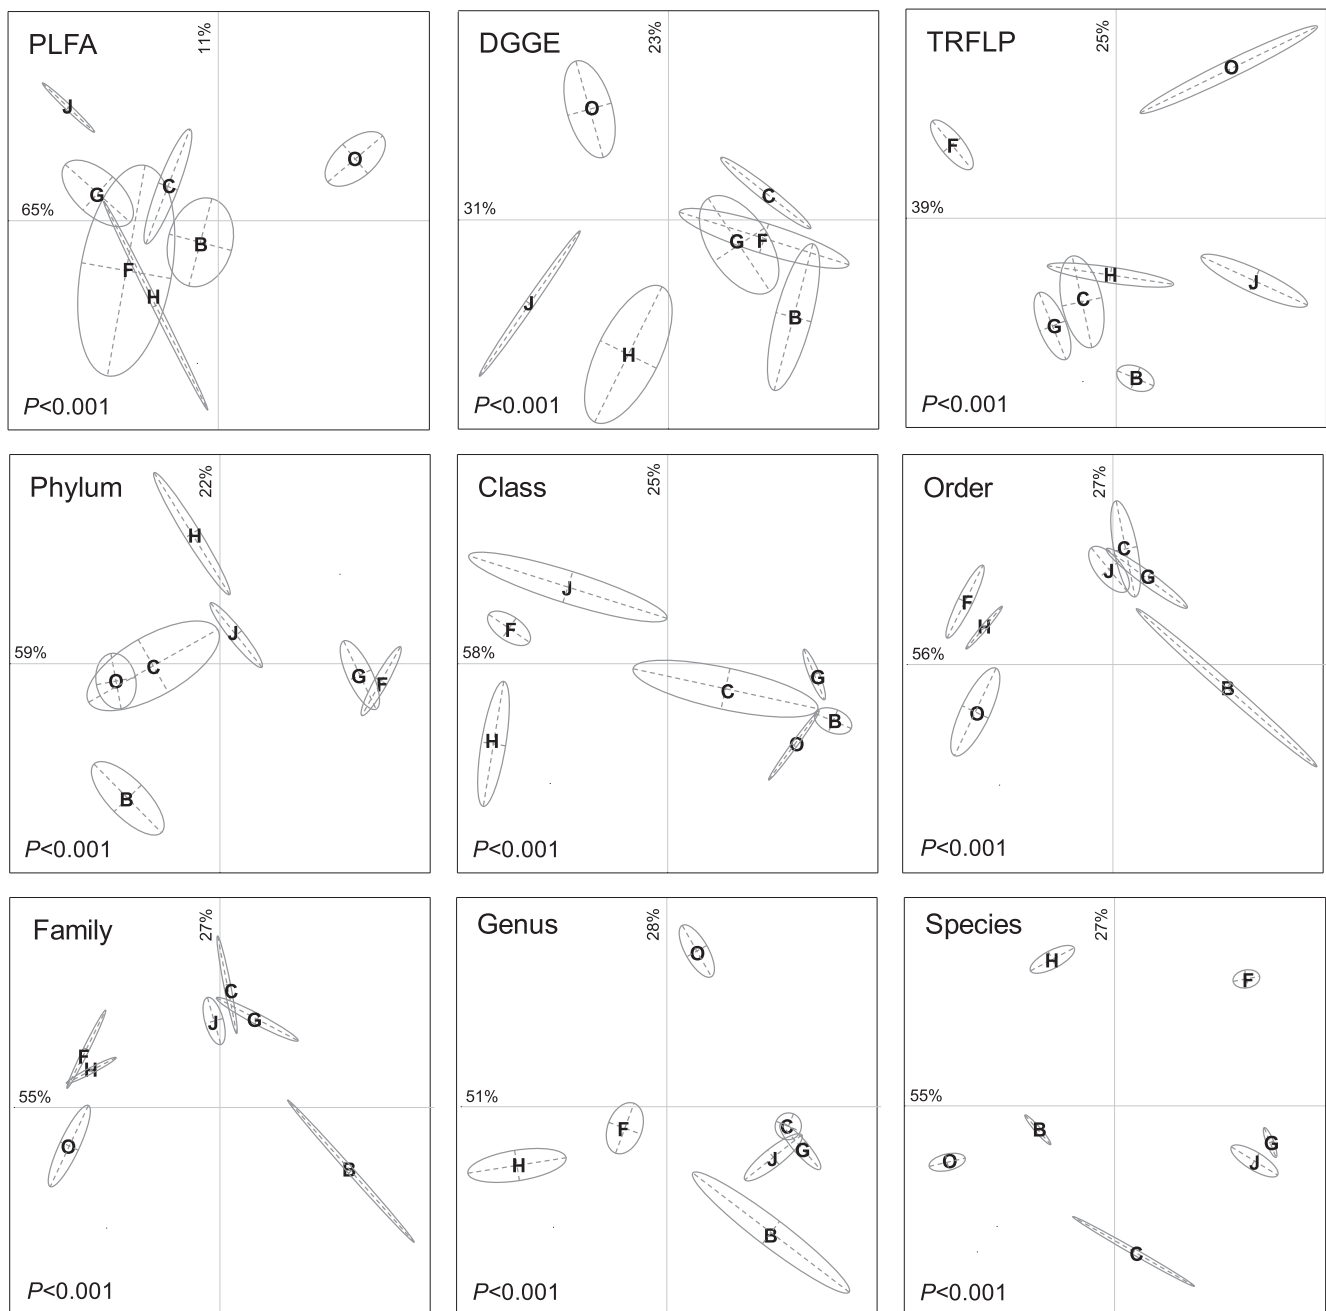 PLFA
11%
J
O
C
G
65%
B
F
H
P<0.001
DGGE
23%
O
C
31%
G F
J
B
H
P<0.001
TRFLP
25%
O
F
39%
H
J
C
G
B
P<0.001
Phylum
22%
H
J
59%
C
G
O
F
B
P<0.001
Class
25%
J
F
58%
G
C
B
H
O
P<0.001
Order
27%
C
J
G
F
H
56%
B
O
P<0.001
Family
27%
C
J
G
F
H
55%
O
B
P<0.001
Genus
28%
O
51%
F
C
G
J
H
B
P<0.001
Species
27%
H
F
55%
B
G
O
J
C
P<0.001